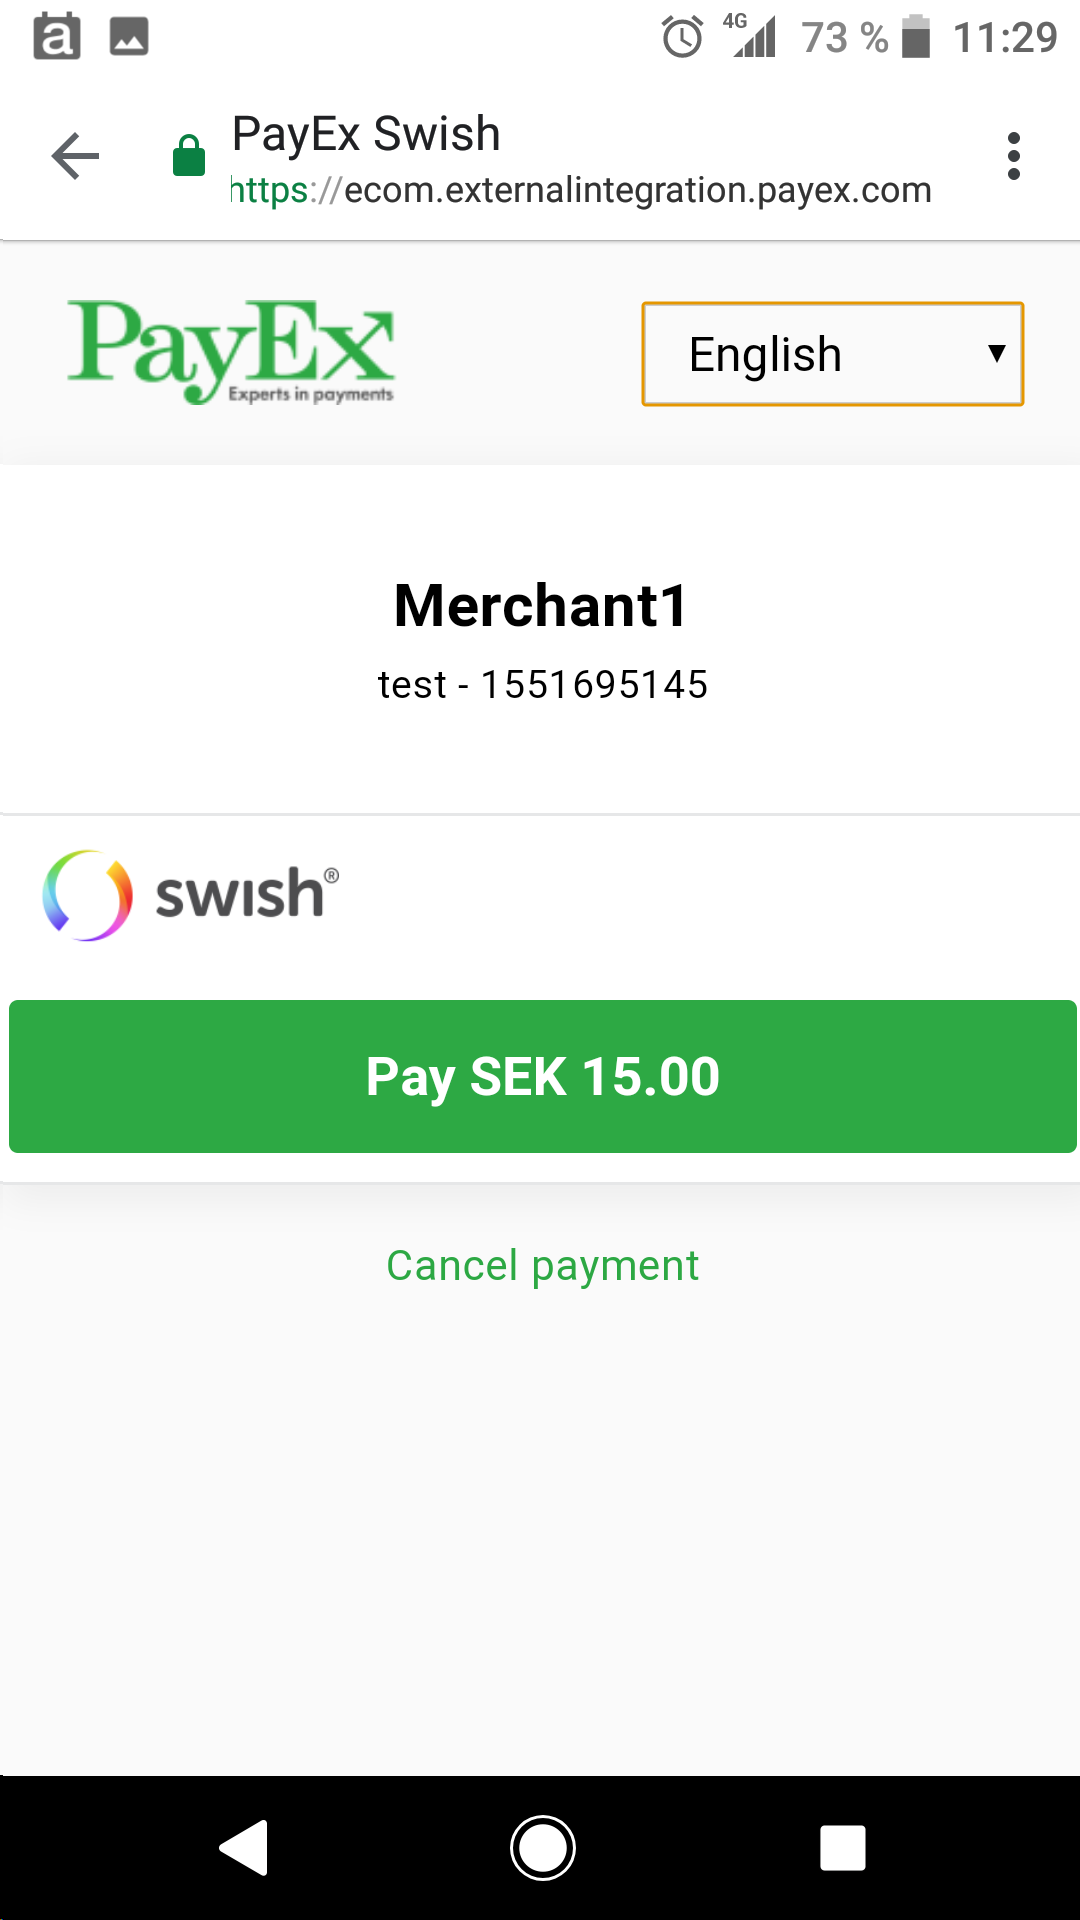 a
4G 73 % 11:29
PayEx Swish
https://ecom.externalintegration.payex.com
PayEx
Experts in payments
English
Merchant1
test - 1551695145
swish®
Pay SEK 15.00
Cancel payment